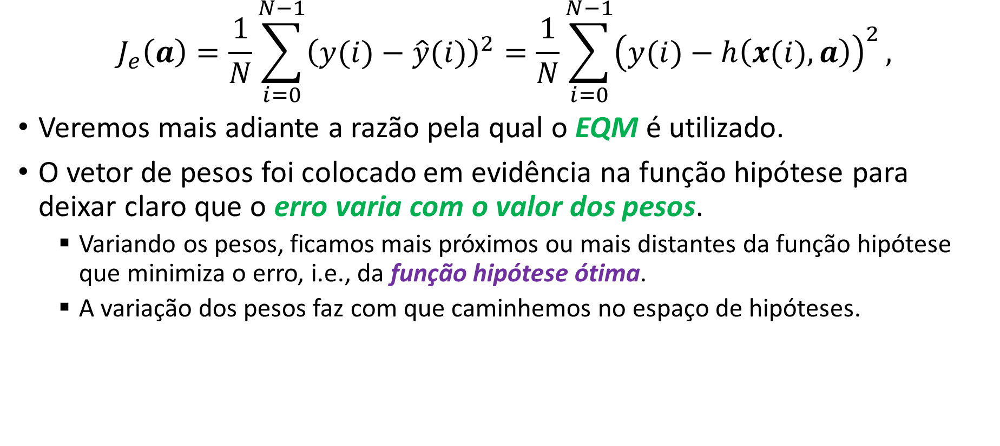 $J_e(\boldsymbol{a}) = \frac{1}{N} \sum_{i=0}^{N-1} (y(i) - \hat{y}(i))^2 = \frac{1}{N} \sum_{i=0}^{N-1} \left( y(i) - h(\boldsymbol{x}(i), \boldsymbol{a}) \right)^2,$
• Veremos mais adiante a razão pela qual o EQM é utilizado.
• O vetor de pesos foi colocado em evidência na função hipótese para
deixar claro que o erro varia com o valor dos pesos.
▪ Variando os pesos, ficamos mais próximos ou mais distantes da função hipótese
que minimiza o erro, i.e., da função hipótese ótima.
▪ A variação dos pesos faz com que caminhemos no espaço de hipóteses.